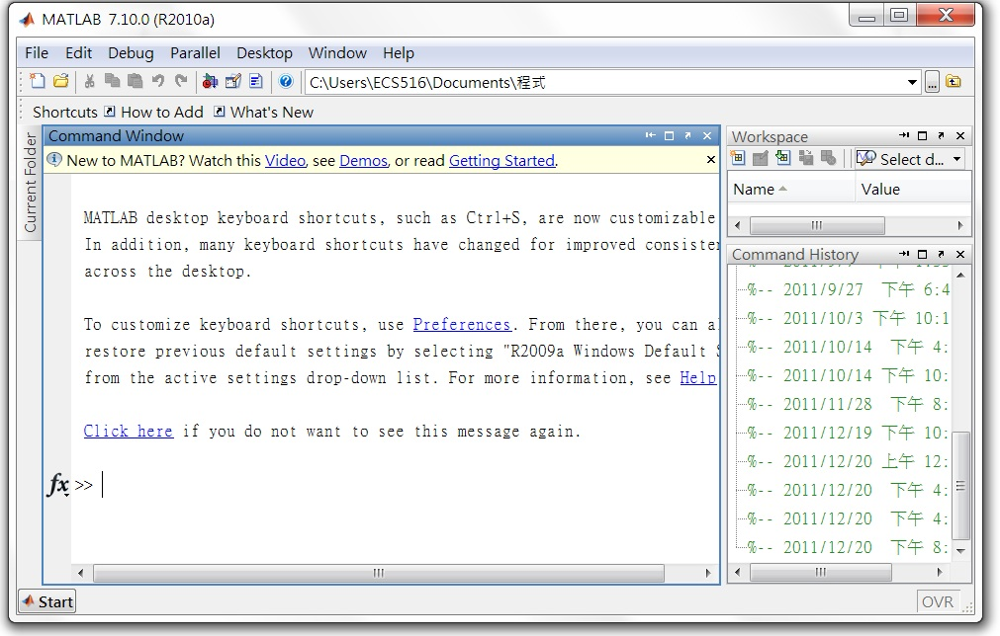 MATLAB 7.10.0 (R2010a)
File Edit Debug Parallel Desktop Window Help
C:\Users\ECS516\Documents\程式
...
Shortcuts How to Add What's New
Current Folder
Command Window
New to MATLAB? Watch this Video, see Demos, or read Getting Started.
MATLAB desktop keyboard shortcuts, such as Ctrl+S, are now customizable
In addition, many keyboard shortcuts have changed for improved
across the desktop.
To customize keyboard shortcuts, use Preferences. From there, you can
restore previous default settings by selecting "R2009a Windows Default
from the active settings drop-down list. For more information, see Help
Click here if you do not want to see this message again.
fx >>
Workspace
Select d...
Name Value
Command History
%-- 2011/9/27 下午 6:4
%-- 2011/10/3 下午 10:1
%-- 2011/10/14 下午 4:
%-- 2011/10/14 下午 10:
%-- 2011/11/28 下午 8:
%-- 2011/12/19 下午 10:
%-- 2011/12/20 上午 12:
%-- 2011/12/20 下午 4:
%-- 2011/12/20 下午 4:
%-- 2011/12/20 下午 8:
Start
OVR